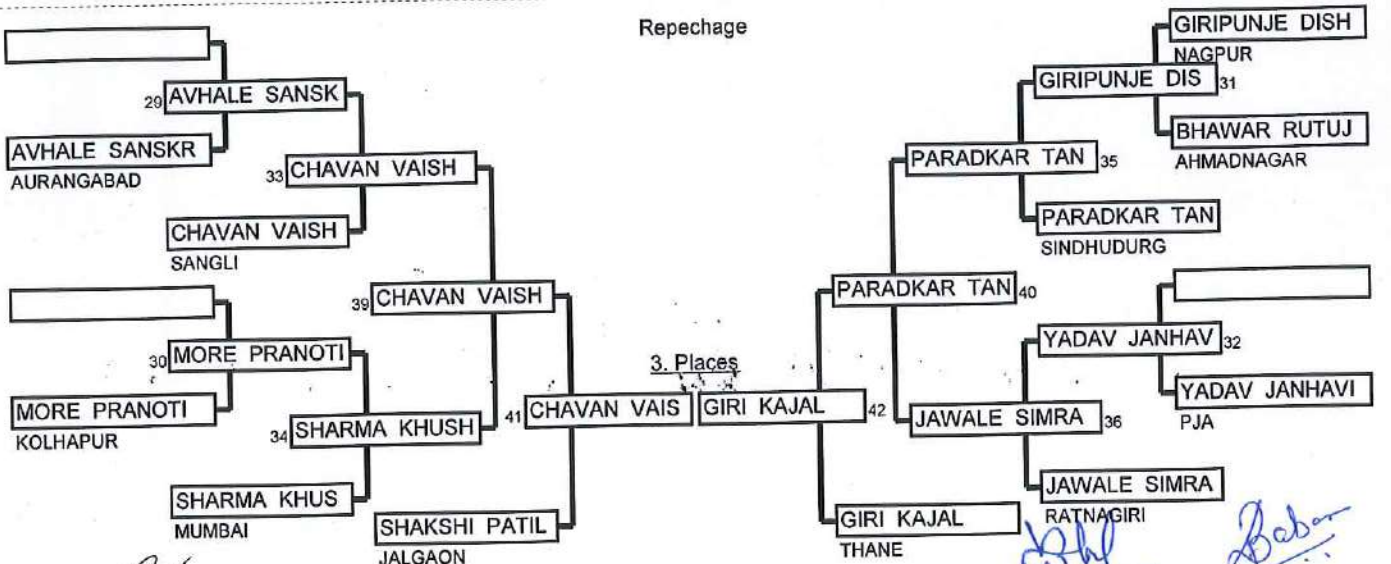 Repechage
29 AVHALE SANSK
AVHALE SANSKR
AURANGABAD
33 CHAVAN VAISH
CHAVAN VAISH
SANGLI
39 CHAVAN VAISH
30 MORE PRANOTI
MORE PRANOTI
KOLHAPUR
34 SHARMA KHUSH
SHARMA KHUS
MUMBAI
41 CHAVAN VAIS
SHAKSHI PATIL
JALGAON
3. Places
GIRIPUNJE DISH
NAGPUR
GIRIPUNJE DIS 31
BHAWAR RUTUJ
AHMADNAGAR
PARADKAR TAN 35
PARADKAR TAN
SINDHUDURG
PARADKAR TAN 40
YADAV JANHAV 32
YADAV JANHAVI
PJA
GIRI KAJAL 42
JAWALE SIMRA 36
JAWALE SIMRA
RATNAGIRI
GIRI KAJAL
THANE